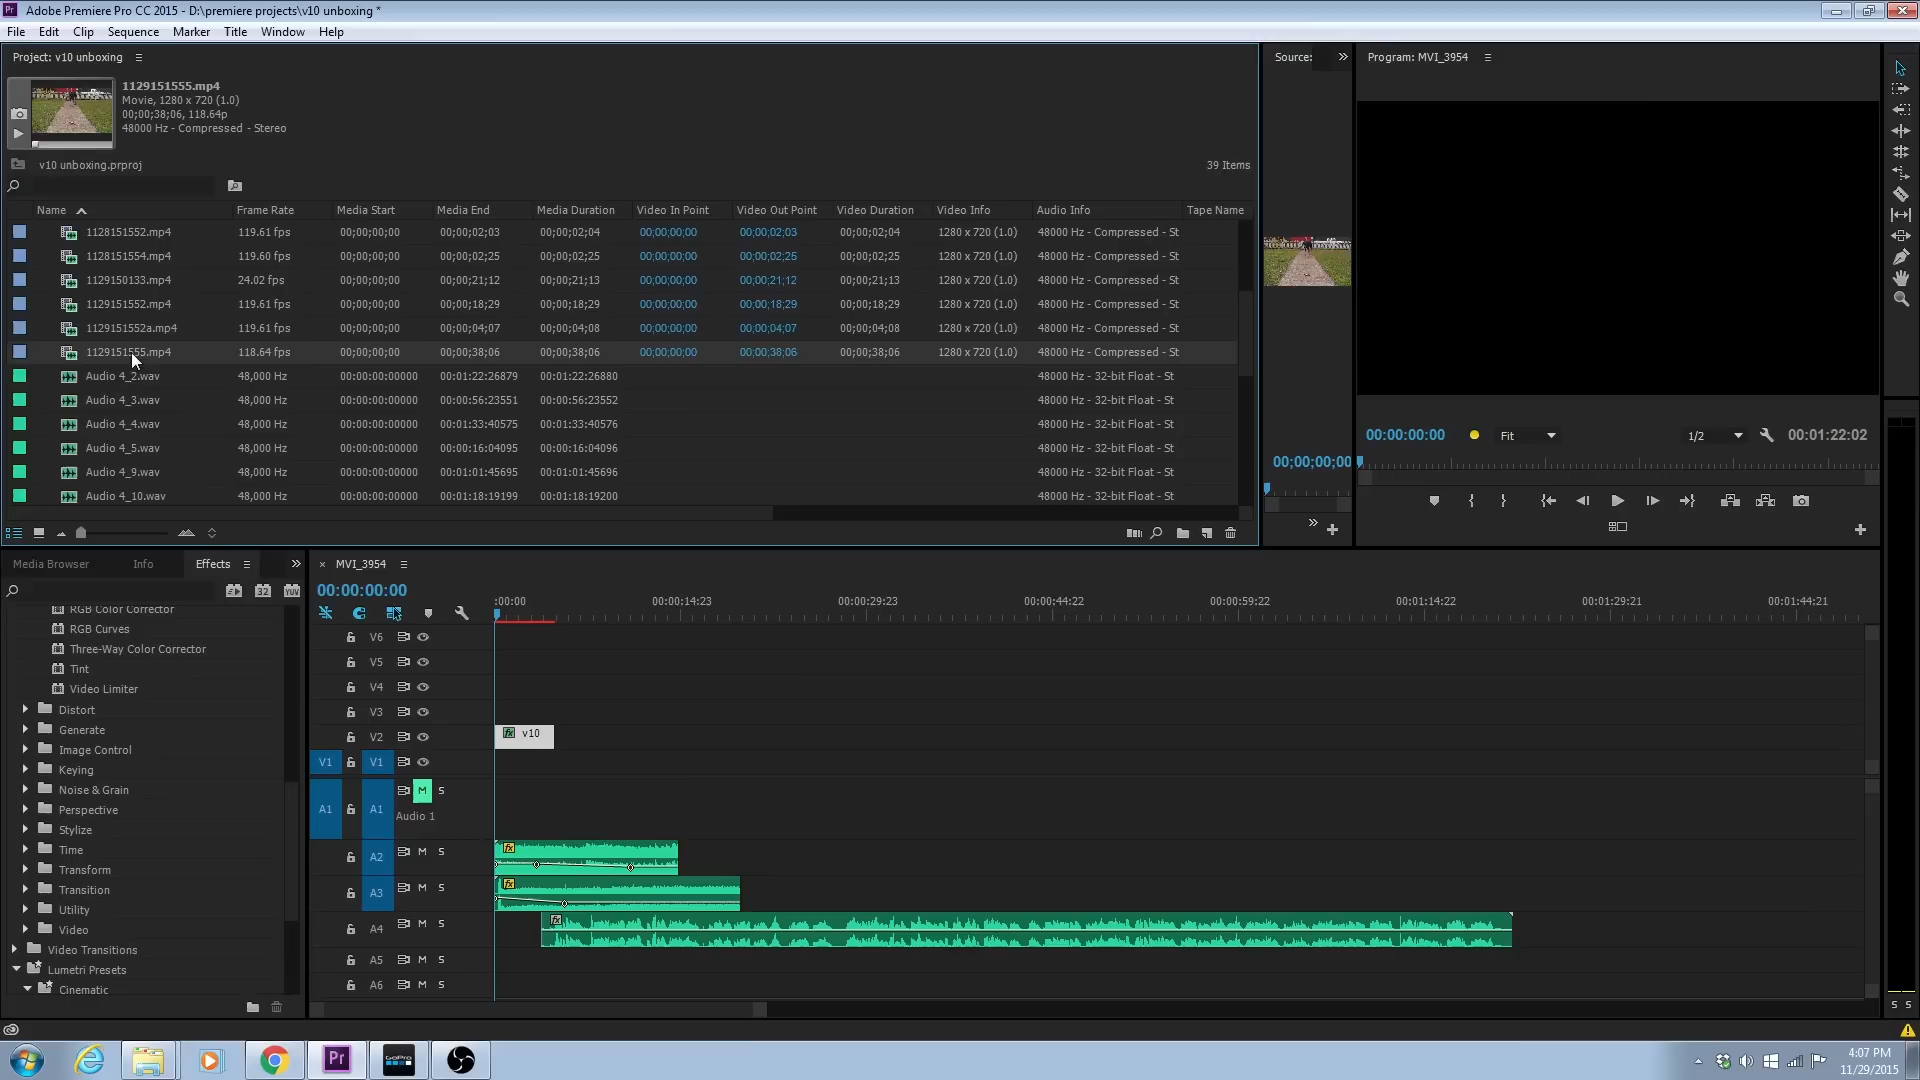 Adobe Premiere Pro CC 2015 - D:\premiere projects\v10 unboxing *
File Edit Clip Sequence Marker Title Window Help
Project: v10 unboxing
1129151555.mp4
Movie, 1280 x 720 (1.0)
00;00;38;06, 118.64p
48000 Hz - Compressed - Stereo
v10 unboxing.prproj
39 Items
Name Frame Rate Media Start Media End Media Duration Video In Point Video Out Point Video Duration Video Info Audio Info Tape Name
1128151552.mp4 119.61 fps 00;00;00;00 00;00;02;03 00;00;02;04 00;00;00;00 00;00;02;03 00;00;02;04 1280 x 720 (1.0) 48000 Hz - Compressed - St
1128151554.mp4 119.60 fps 00;00;00;00 00;00;02;25 00;00;02;25 00;00;00;00 00;00;02;25 00;00;02;25 1280 x 720 (1.0) 48000 Hz - Compressed - St
1129150133.mp4 24.02 fps 00;00;00;00 00;00;21;12 00;00;21;13 00;00;00;00 00;00;21;12 00;00;21;13 1280 x 720 (1.0) 48000 Hz - Compressed - St
1129151552.mp4 119.61 fps 00;00;00;00 00;00;18;29 00;00;18;29 00;00;00;00 00;00;18;29 00;00;18;29 1280 x 720 (1.0) 48000 Hz - Compressed - St
1129151552a.mp4 119.61 fps 00;00;00;00 00;00;04;07 00;00;04;08 00;00;00;00 00;00;04;07 00;00;04;08 1280 x 720 (1.0) 48000 Hz - Compressed - St
1129151555.mp4 118.64 fps 00;00;00;00 00;00;38;06 00;00;38;06 00;00;00;00 00;00;38;06 00;00;38;06 1280 x 720 (1.0) 48000 Hz - Compressed - St
Audio 4_2.wav 48,000 Hz 00:00:00:00000 00:01:22:26879 00:01:22:26880 48000 Hz - 32-bit Float - St
Audio 4_3.wav 48,000 Hz 00:00:00:00000 00:00:56:23551 00:00:56:23552 48000 Hz - 32-bit Float - St
Audio 4_4.wav 48,000 Hz 00:00:00:00000 00:01:33:40575 00:01:33:40576 48000 Hz - 32-bit Float - St
Audio 4_5.wav 48,000 Hz 00:00:00:00000 00:00:16:04095 00:00:16:04096 48000 Hz - 32-bit Float - St
Audio 4_9.wav 48,000 Hz 00:00:00:00000 00:01:01:45695 00:01:01:45696 48000 Hz - 32-bit Float - St
Audio 4_10.wav 48,000 Hz 00:00:00:00000 00:01:18:19199 00:01:18:19200 48000 Hz - 32-bit Float - St
Source:
00;00;00;00
Program: MVI_3954
00:00:00:00 Fit 1/2 00:01:22:02
Media Browser Info Effects
32 YUV
RGB Color Corrector
RGB Curves
Three-Way Color Corrector
Tint
Video Limiter
Distort
Generate
Image Control
Keying
Noise & Grain
Perspective
Stylize
Time
Transform
Transition
Utility
Video
Video Transitions
Lumetri Presets
Cinematic
× MVI_3954
00:00:00:00
:00:00 00:00:14:23 00:00:29:23 00:00:44:22 00:00:59:22 00:01:14:22 00:01:29:21 00:01:44:21
V6
V5
V4
V3
V2 fx v10
V1 V1
A1 A1 M S
Audio 1
A2 M S fx
A3 M S fx
A4 M S fx
A5 M S
A6 M S
S S
Pr
GoPro
4:07 PM
11/29/2015